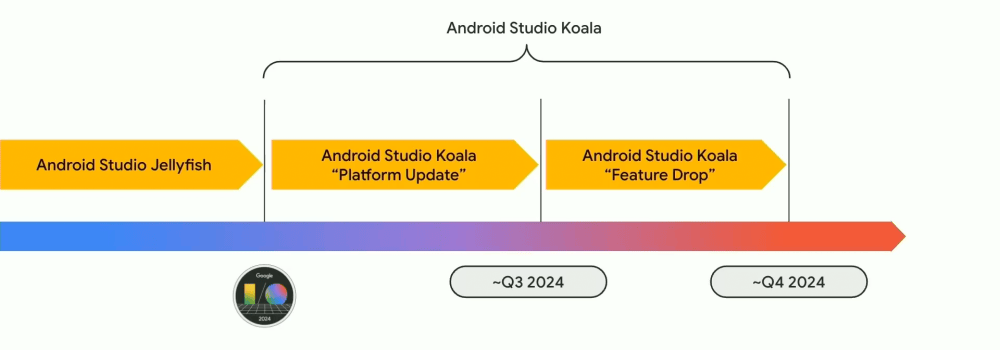 Android Studio Koala
Android Studio Jellyfish
Android Studio Koala
“Platform Update”
Android Studio Koala
“Feature Drop”
Google
I/O
2024
~Q3 2024
~Q4 2024